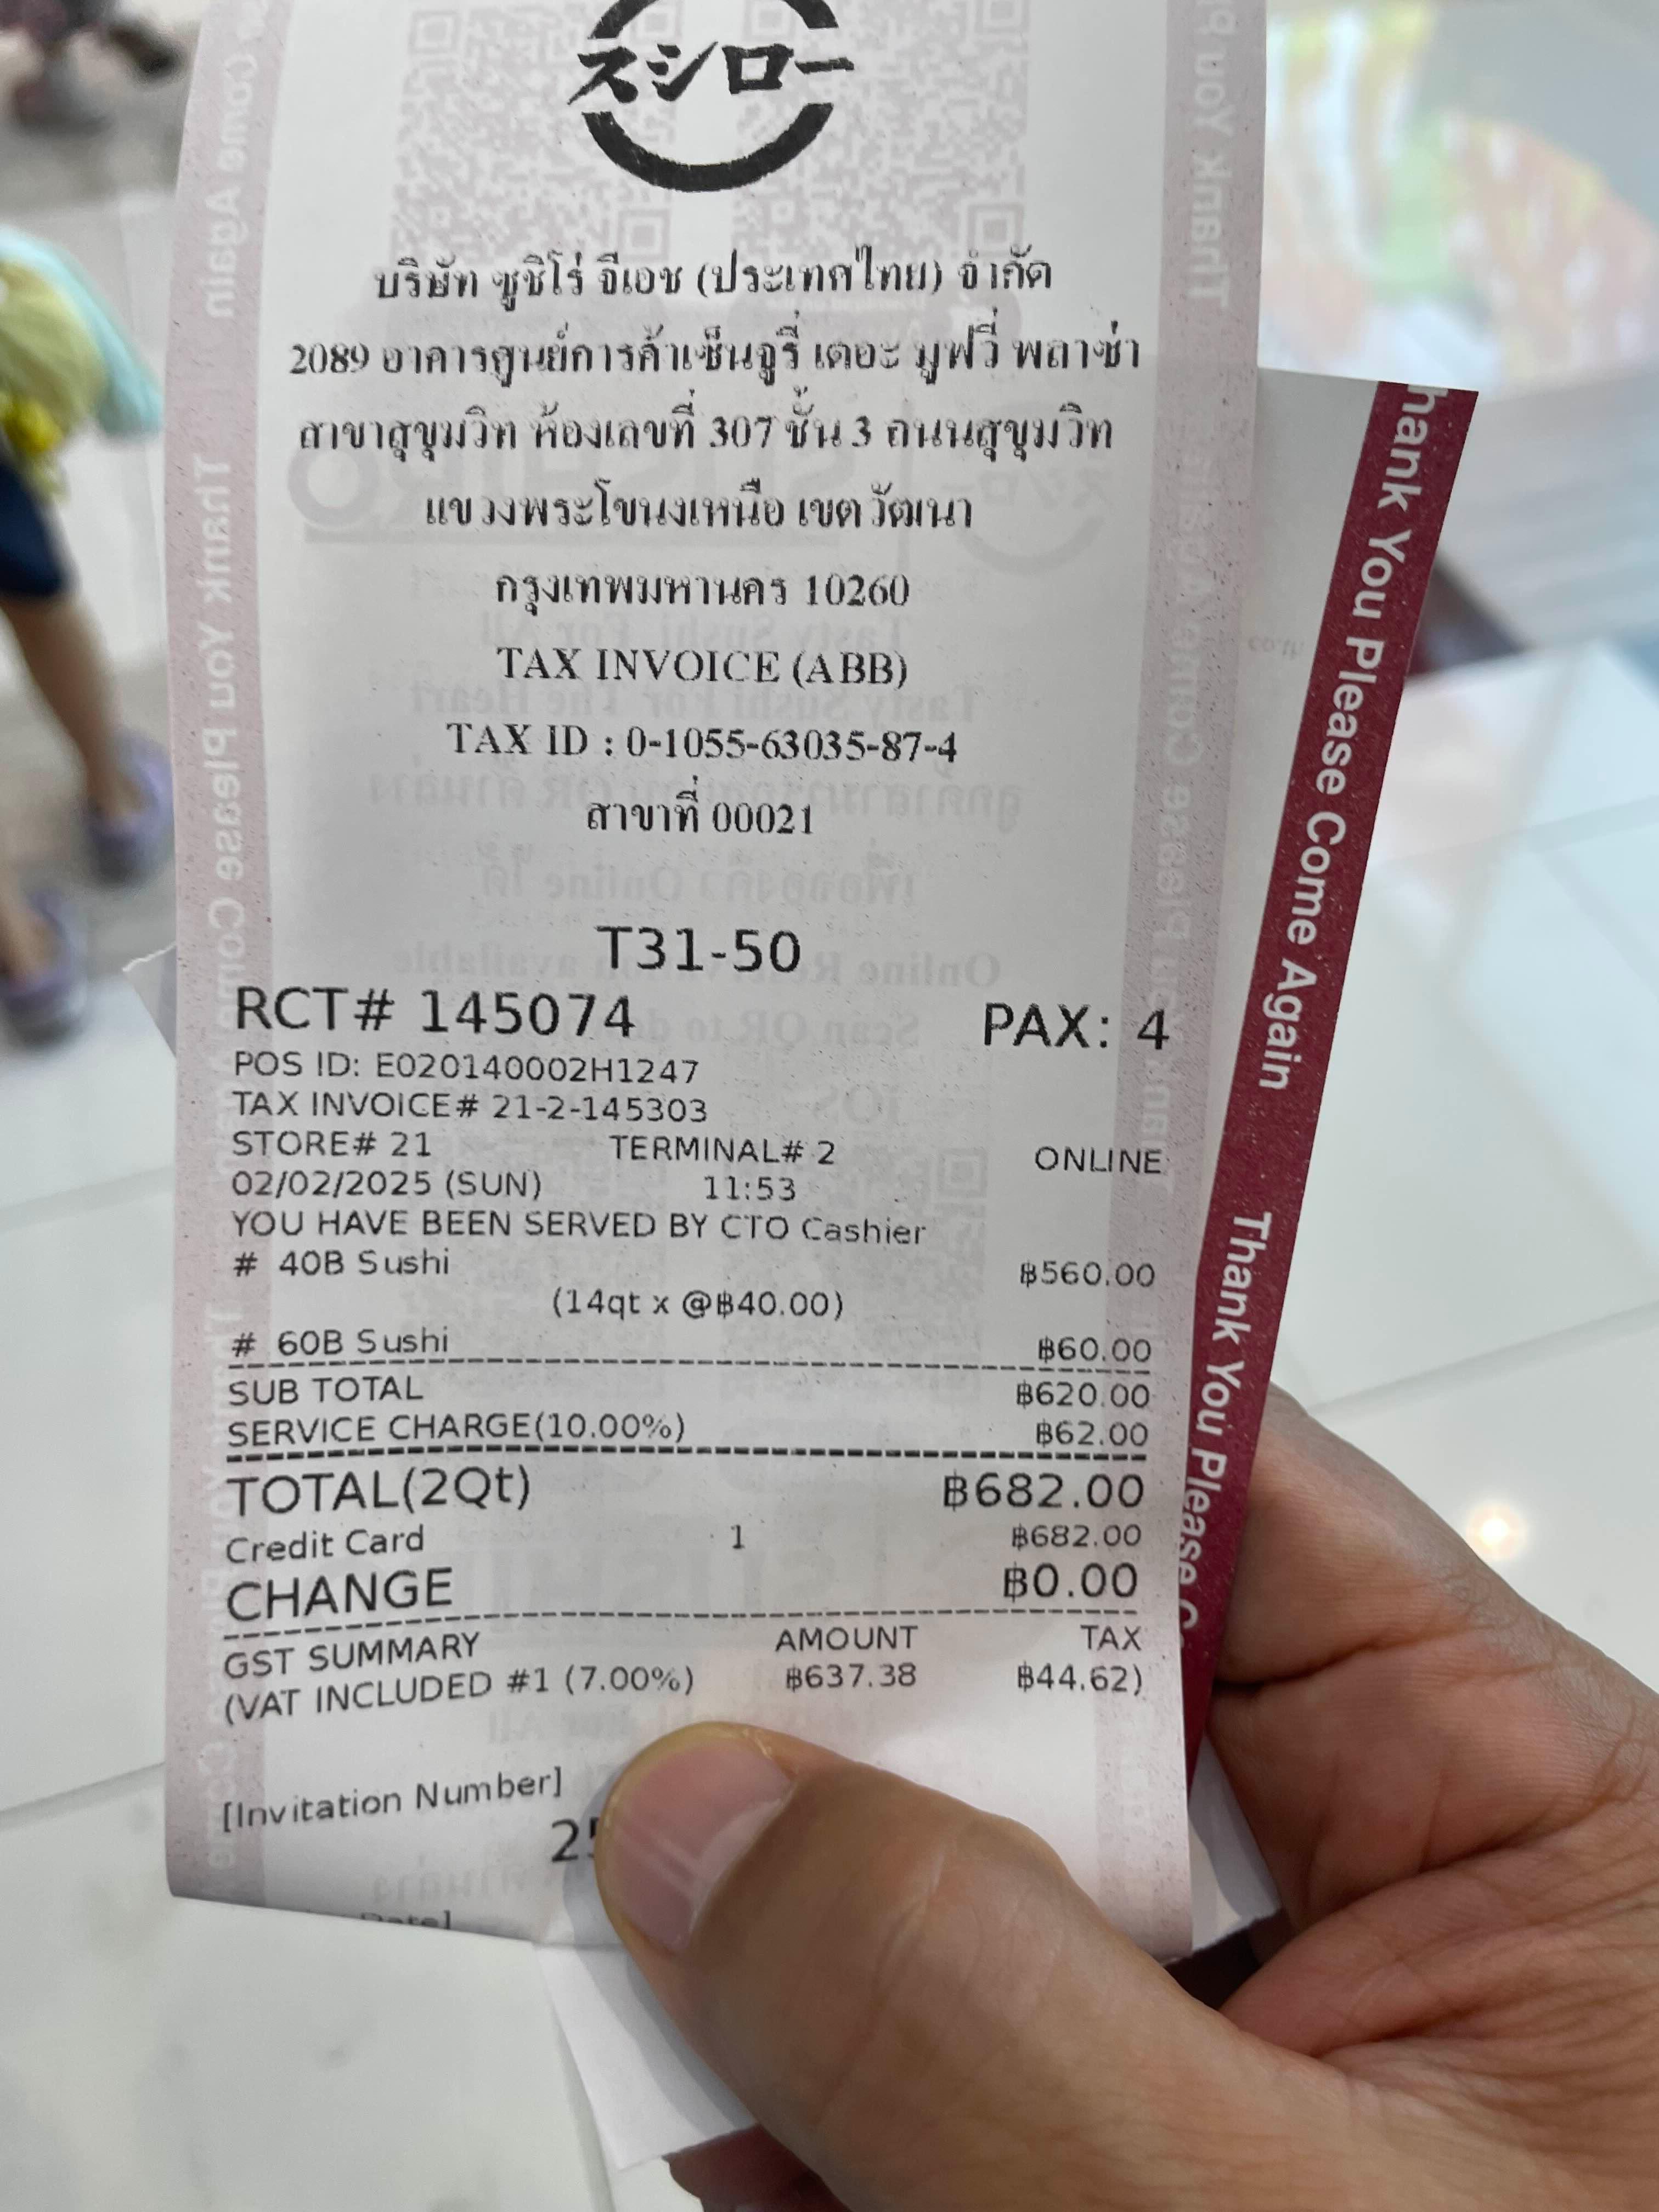 スシロー
บริษัท ซูชิโร่ จีเอช (ประเทศไทย) จำกัด
2089 อาคารศูนย์การค้าเซ็นจูรี่ เดอะ มูฟวี่ พลาซ่า
สาขาสุขุมวิท ห้องเลขที่ 307 ชั้น 3 ถนนสุขุมวิท
แขวงพระโขนงเหนือ เขตวัฒนา
กรุงเทพมหานคร 10260
TAX INVOICE (ABB)
TAX ID : 0-1055-63035-87-4
สาขาที่ 00021
T31-50
RCT# 145074 PAX: 4
POS ID: E020140002H1247
TAX INVOICE# 21-2-145303
STORE# 21 TERMINAL# 2 ONLINE
02/02/2025 (SUN) 11:53
YOU HAVE BEEN SERVED BY CTO Cashier
# 40B Sushi ฿560.00
(14qt x @฿40.00)
# 60B Sushi ฿60.00
SUB TOTAL ฿620.00
SERVICE CHARGE(10.00%) ฿62.00
TOTAL(2Qt) ฿682.00
Credit Card 1 ฿682.00
CHANGE ฿0.00
GST SUMMARY AMOUNT TAX
(VAT INCLUDED #1 (7.00%) ฿637.38 ฿44.62)
[Invitation Number]
Thank You Please Come Again
Thank You Please